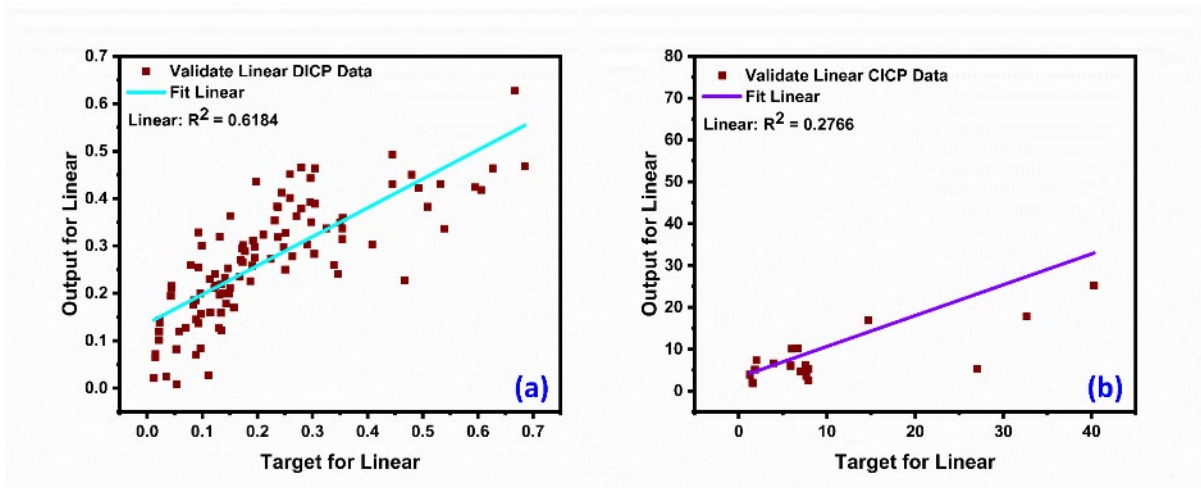 0.7
0.6
0.5
0.4
0.3
0.2
0.1
0.0
Output for Linear
Validate Linear DICP Data
Fit Linear
Linear: R² = 0.6184
(a)
0.0 0.1 0.2 0.3 0.4 0.5 0.6 0.7
Target for Linear
80
70
60
50
40
30
20
10
0
Output for Linear
Validate Linear CICP Data
Fit Linear
Linear: R² = 0.2766
(b)
0 10 20 30 40
Target for Linear